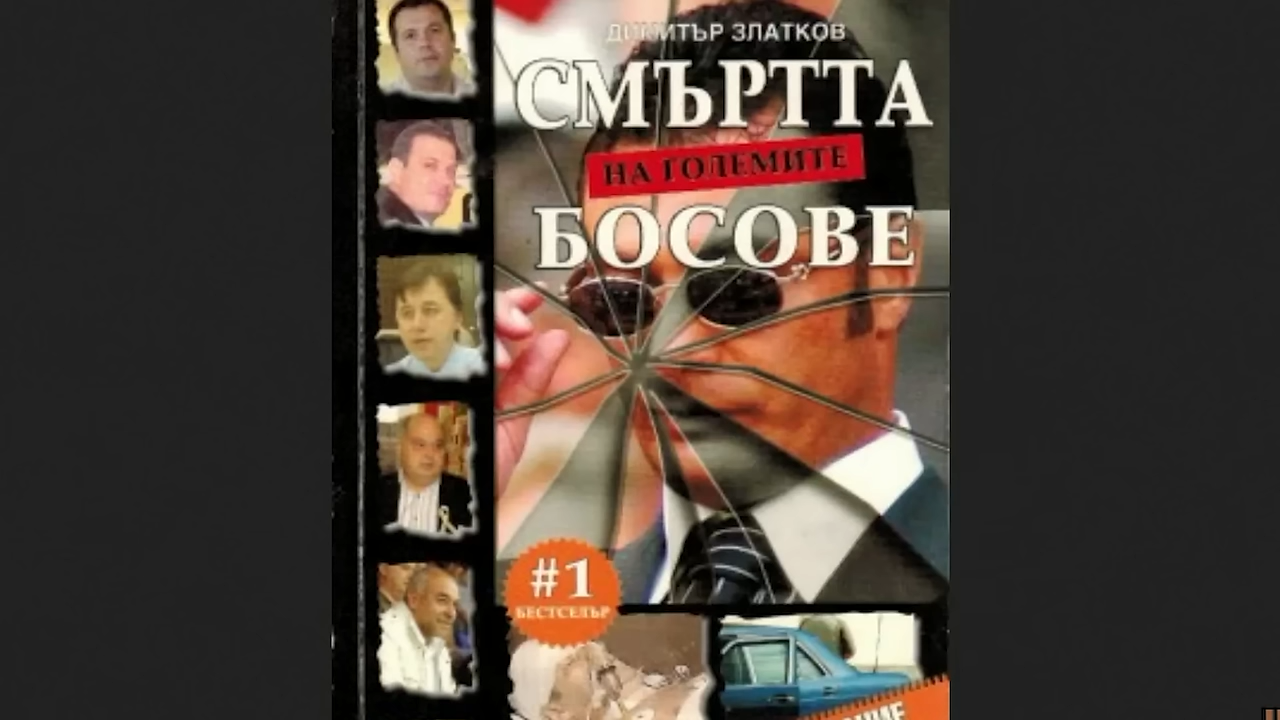 ДИМИТЪР ЗЛАТКОВ
СМЪРТТА
НА ГОЛЕМИТЕ
БОСОВЕ
#1
БЕСТСЕЛЪР